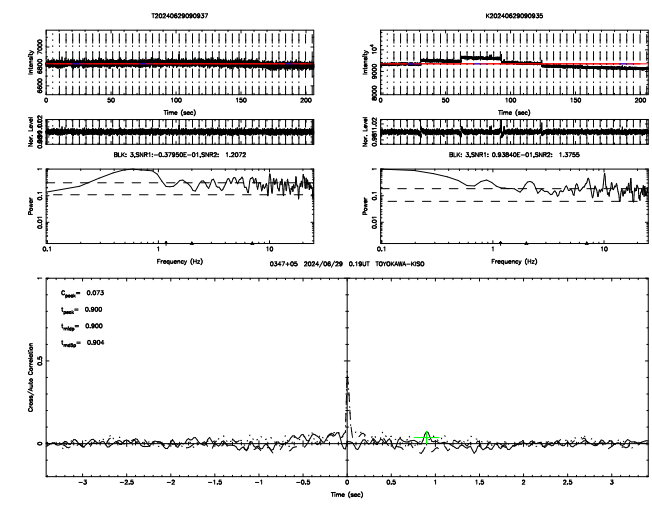 T20240629090937
K20240629090935
Intensity
7000
6800
6600
0 50 100 150 200
Time (sec)
Intensity
10⁴
9000
8000
0 50 100 150 200
Time (sec)
Nor. Level
Nor. Level
BLK: 3,SNR1:-0.37950E-01,SNR2: 1.2072
BLK: 3,SNR1: 0.93840E-01,SNR2: 1.3755
Power
0.1
0.01
0.1 1 10
Frequency (Hz)
Power
0.1
0.01
0.1 1 10
Frequency (Hz)
0347+05 2024/06/29 0.19UT TOYOKAWA-KISO
C_peak= 0.073
t_peak= 0.900
t_midp= 0.900
t_mdSp= 0.904
Cross/Auto Correlation
1
0.5
0
-3 -2.5 -2 -1.5 -1 -0.5 0 0.5 1 1.5 2 2.5 3
Time (sec)